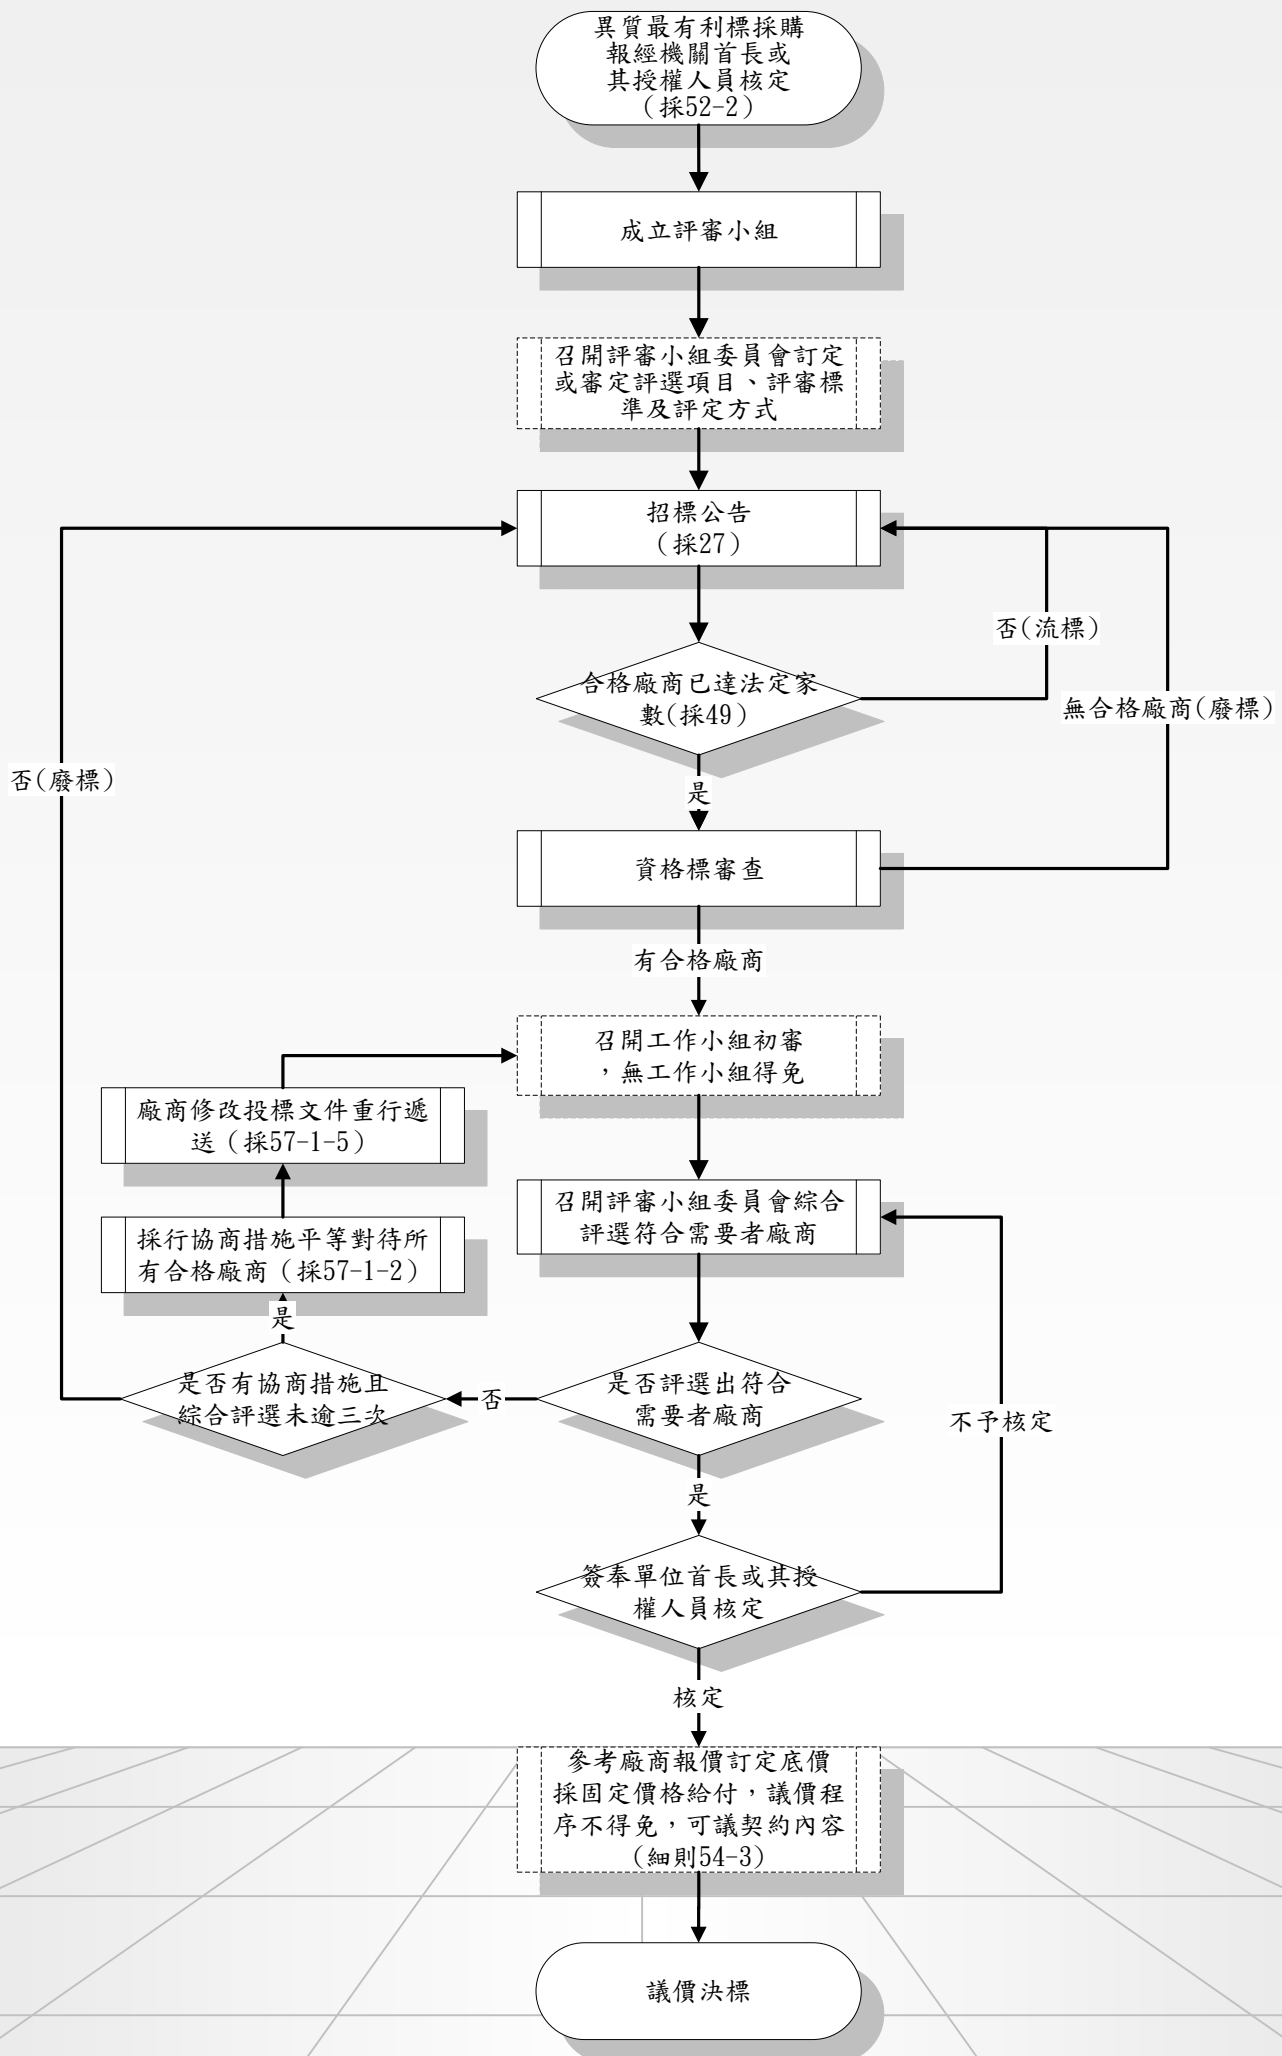 異質最有利標採購
報經機關首長或
其授權人員核定
（採52-2）
成立評審小組
召開評審小組委員會訂定
或審定評選項目、評審標
準及評定方式
招標公告
（採27）
否(流標)
合格廠商已達法定家
數(採49)
無合格廠商(廢標)
否(廢標)
是
資格標審查
有合格廠商
召開工作小組初審
，無工作小組得免
廠商修改投標文件重行遞
送（採57-1-5）
召開評審小組委員會綜合
評選符合需要者廠商
採行協商措施平等對待所
有合格廠商（採57-1-2）
是
是否有協商措施且
綜合評選未逾三次
否
是否評選出符合
需要者廠商
不予核定
是
簽奉單位首長或其授
權人員核定
核定
參考廠商報價訂定底價
採固定價格給付，議價程
序不得免，可議契約內容
（細則54-3）
議價決標